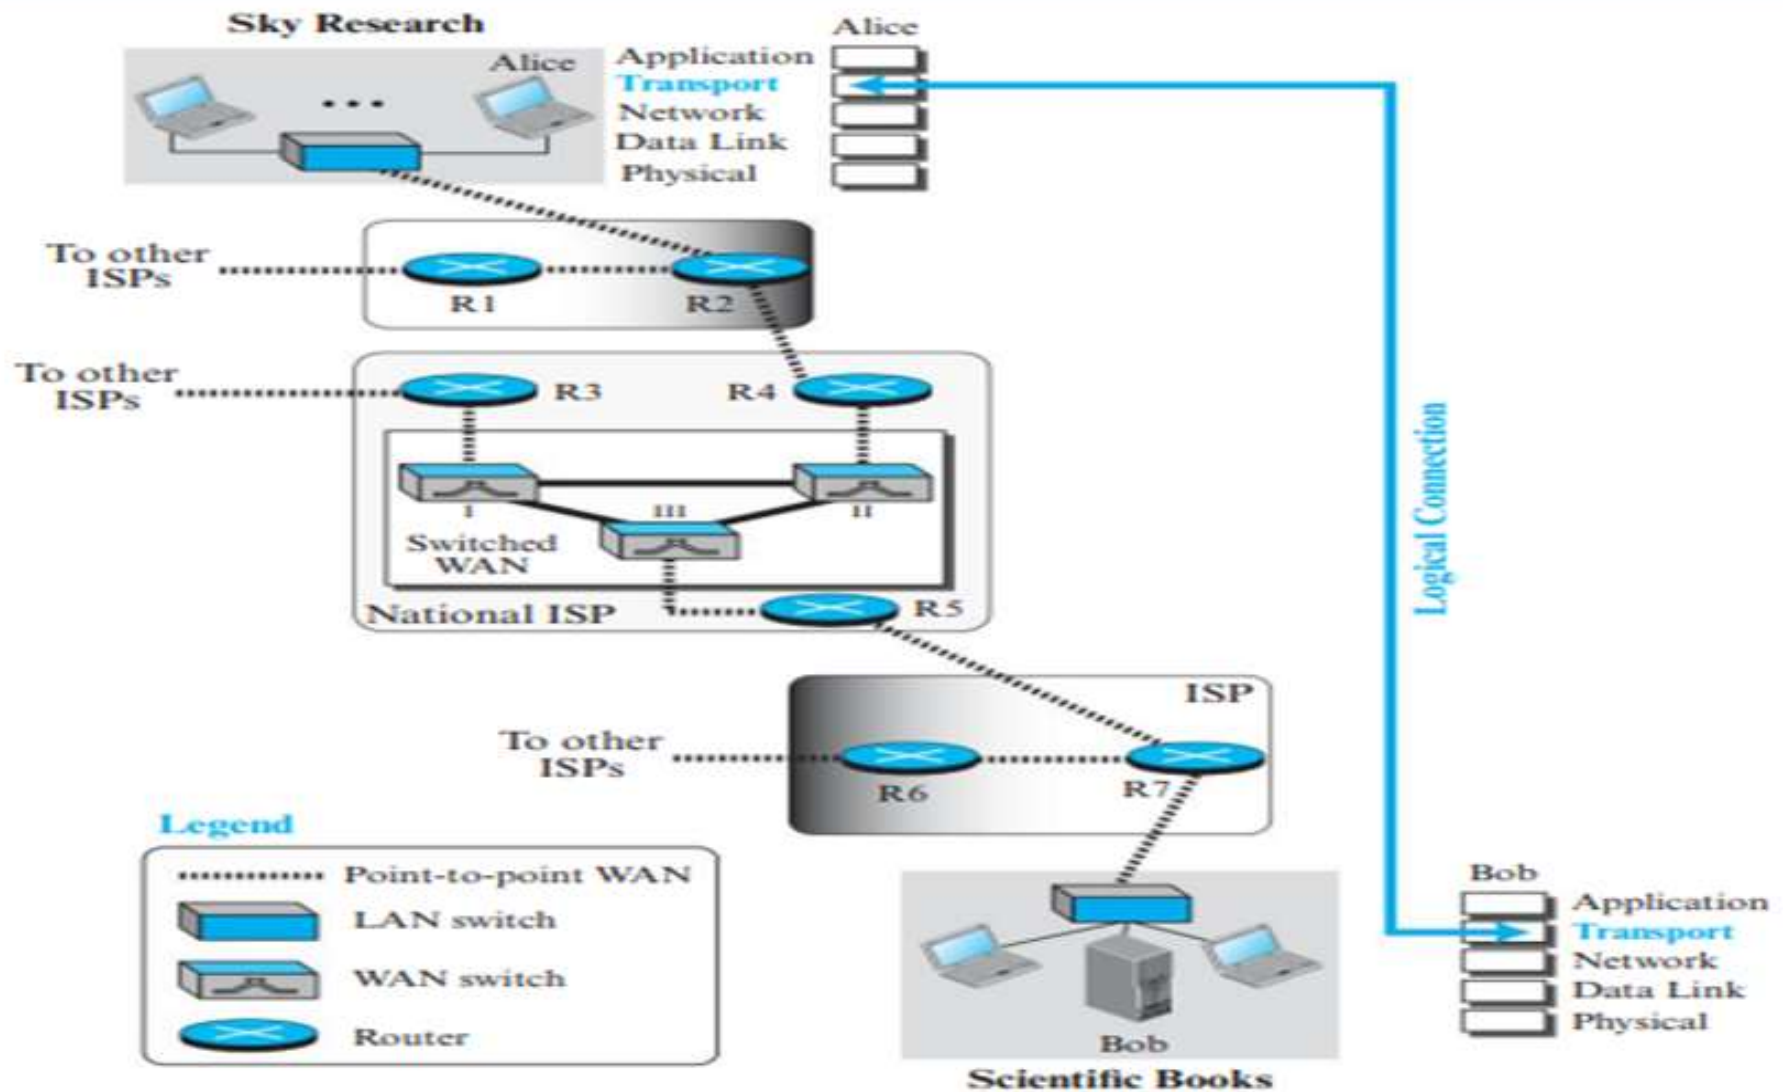 Sky Research
Alice
Alice
Application
Transport
Network
Data Link
Physical
To other
ISPs
R1
R2
To other
ISPs
R3
R4
I
III
II
Switched
WAN
National ISP
R5
Logical Connection
ISP
To other
ISPs
R6
R7
Legend
Point-to-point WAN
LAN switch
WAN switch
Router
Bob
Scientific Books
Bob
Application
Transport
Network
Data Link
Physical